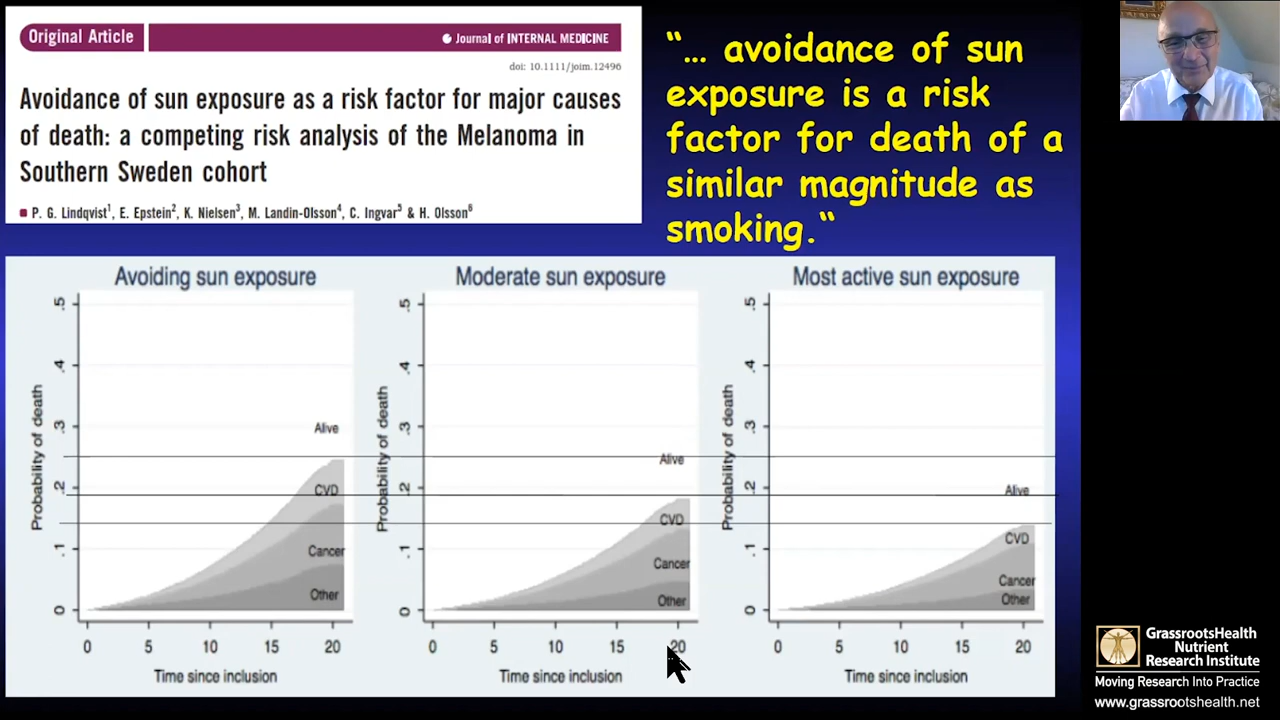 Original Article
Journal of INTERNAL MEDICINE
doi: 10.1111/joim.12496
Avoidance of sun exposure as a risk factor for major causes
of death: a competing risk analysis of the Melanoma in
Southern Sweden cohort
P. G. Lindqvist1, E. Epstein2, K. Nielsen3, M. Landin-Olsson4, C. Ingvar5 & H. Olsson6
“... avoidance of sun
exposure is a risk
factor for death of a
similar magnitude as
smoking.“
Avoiding sun exposure
Probability of death
.5
.4
.3
.2
.1
0
Alive
CVD
Cancer
Other
0 5 10 15 20
Time since inclusion
Moderate sun exposure
Probability of death
.5
.4
.3
.2
.1
0
Alive
CVD
Cancer
Other
0 5 10 15 20
Time since inclusion
Most active sun exposure
Probability of death
.5
.4
.3
.2
.1
0
Alive
CVD
Cancer
Other
0 5 10 15 20
Time since inclusion
GrassrootsHealth
Nutrient
Research Institute
Moving Research Into Practice
www.grassrootshealth.net